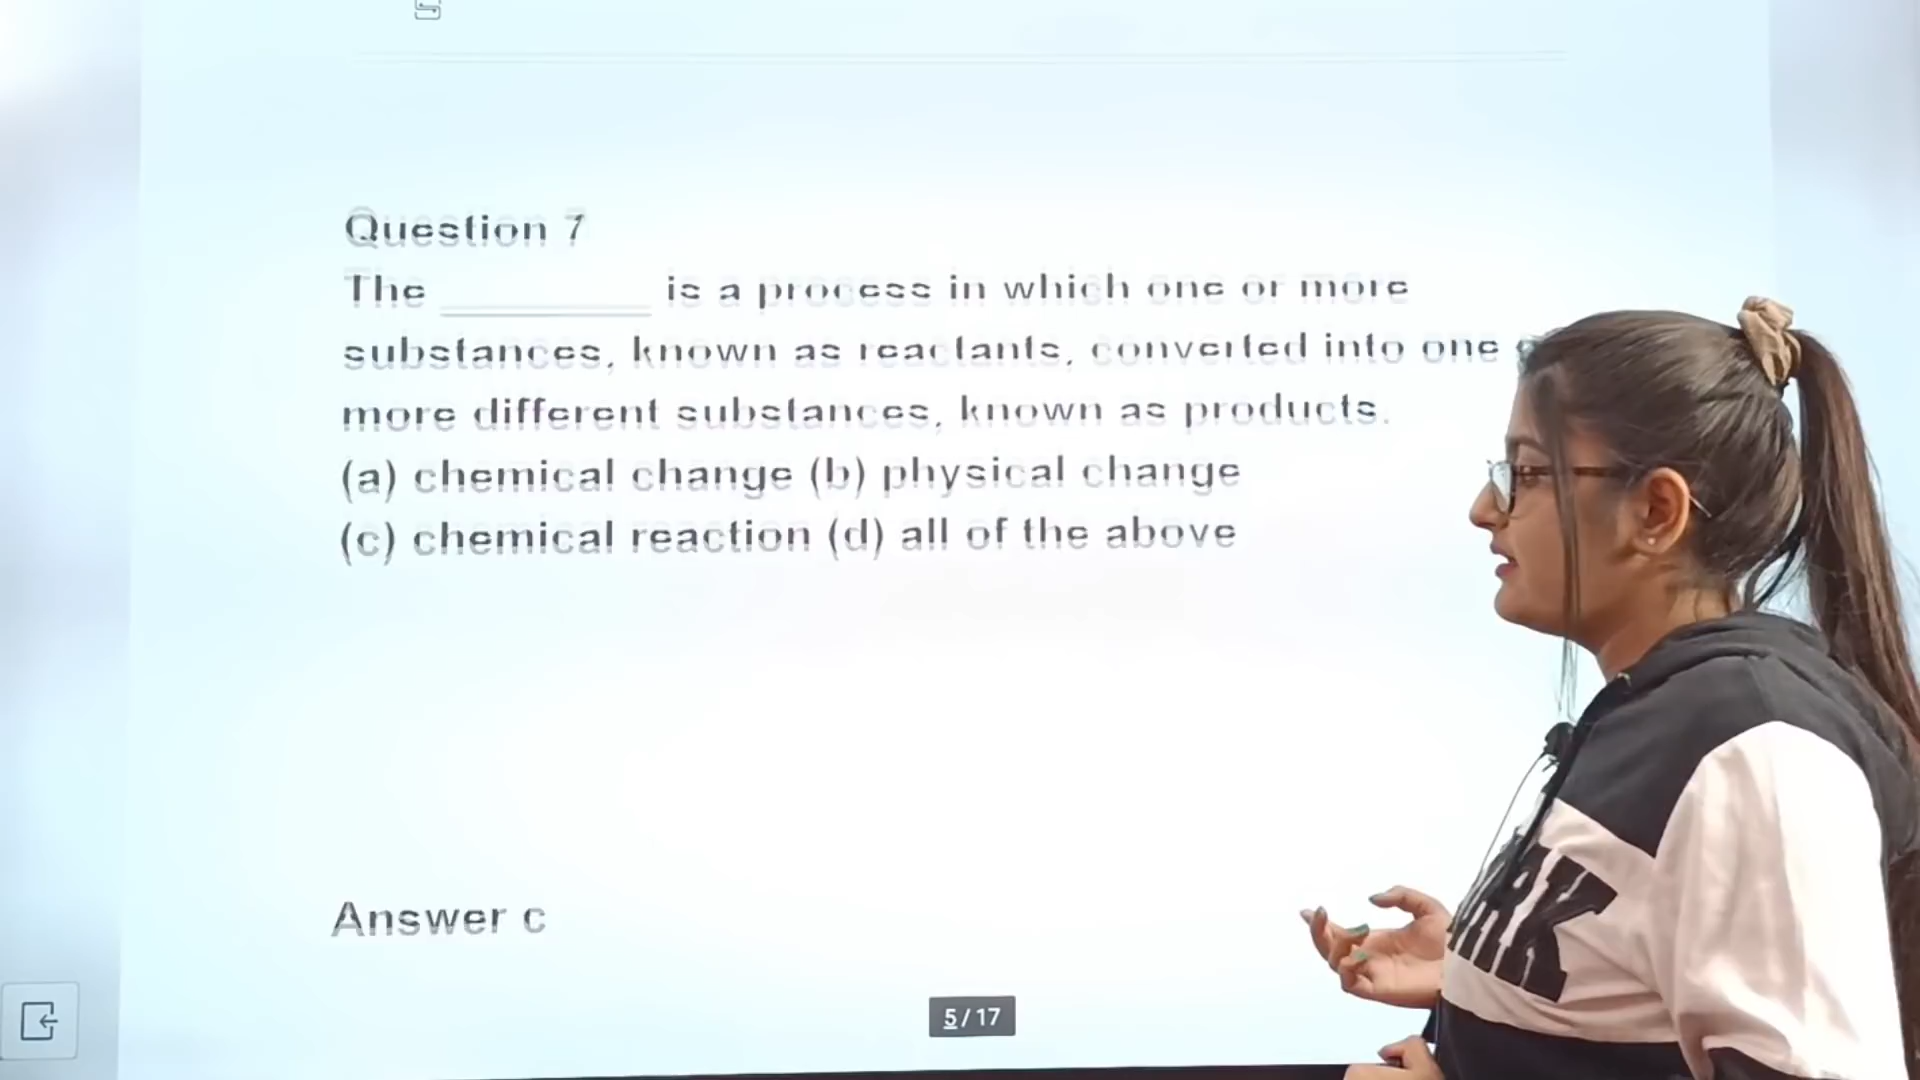 Question 7
The __________ is a process in which one or more
substances, known as reactants, converted into one
more different substances, known as products.
(a) chemical change (b) physical change
(c) chemical reaction (d) all of the above
Answer c
5 / 17